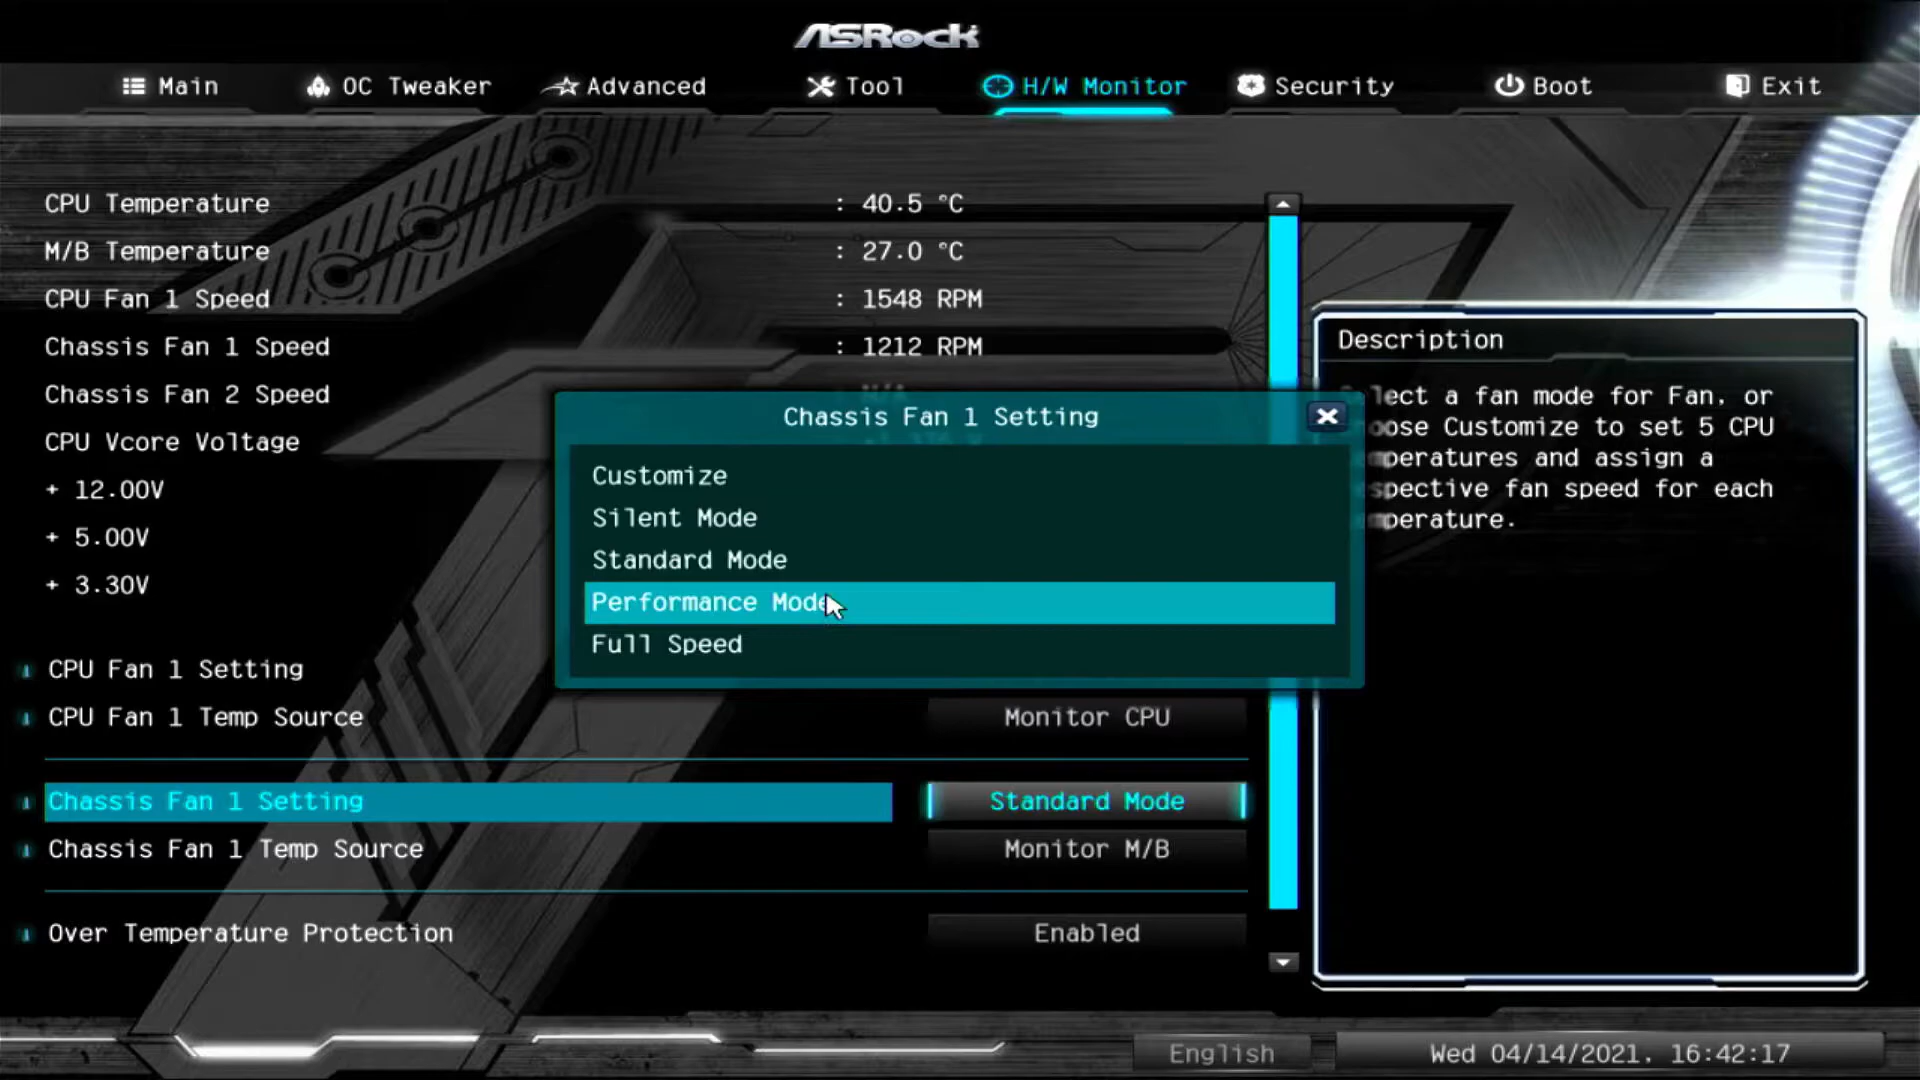 ASRock
Main OC Tweaker Advanced Tool H/W Monitor Security Boot Exit
CPU Temperature : 40.5 °C
M/B Temperature : 27.0 °C
CPU Fan 1 Speed : 1548 RPM
Chassis Fan 1 Speed : 1212 RPM
Chassis Fan 2 Speed : N/A
CPU Vcore Voltage
+ 12.00V
+ 5.00V
+ 3.30V
CPU Fan 1 Setting
CPU Fan 1 Temp Source Monitor CPU
Chassis Fan 1 Setting Standard Mode
Chassis Fan 1 Temp Source Monitor M/B
Over Temperature Protection Enabled
Chassis Fan 1 Setting
Customize
Silent Mode
Standard Mode
Performance Mode
Full Speed
Description
a fan mode for Fan, or
Customize to set 5 CPU
and assign a
fan speed for each
English Wed 04/14/2021, 16:42:17